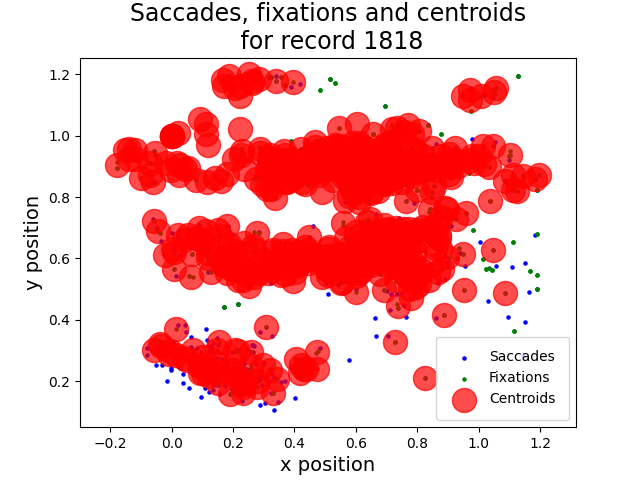 Saccades, fixations and centroids
for record 1818
y position
1.2
1.0
0.8
0.6
0.4
0.2
−0.2
0.0
0.2
0.4
0.6
0.8
1.0
1.2
x position
Saccades
Fixations
Centroids